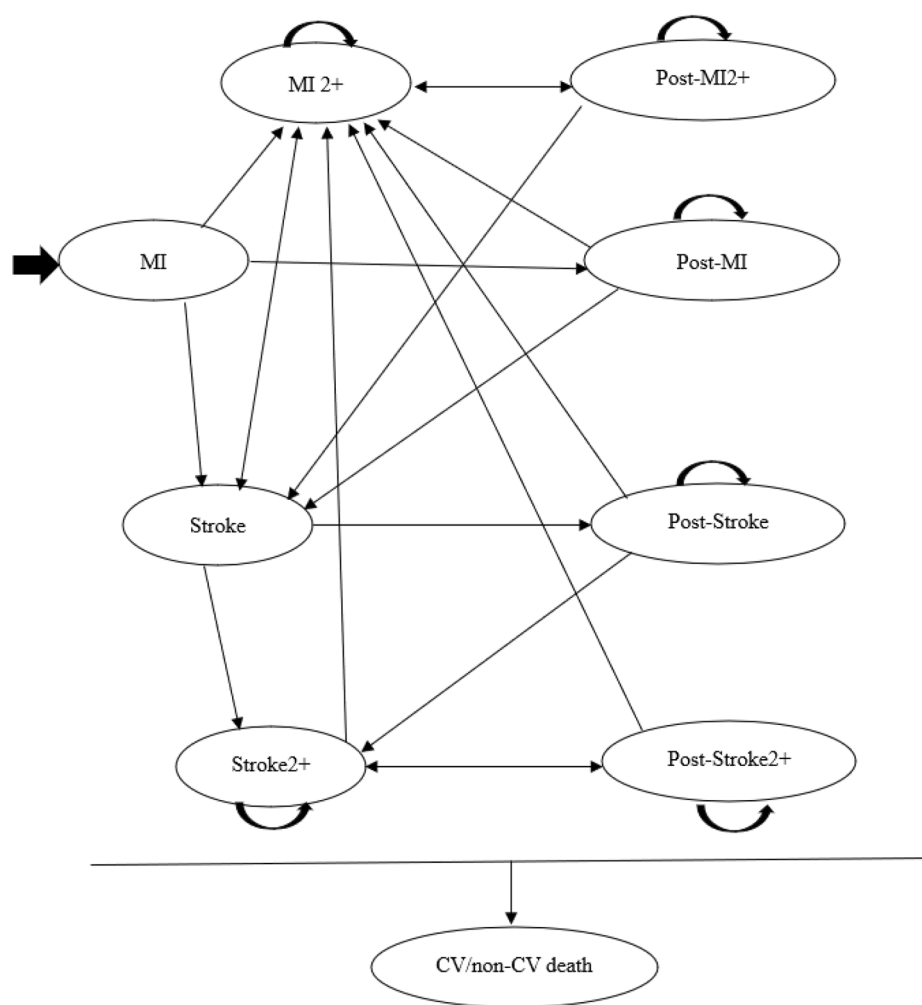 MI 2+
Post-MI2+
MI
Post-MI
Stroke
Post-Stroke
Stroke2+
Post-Stroke2+
CV/non-CV death